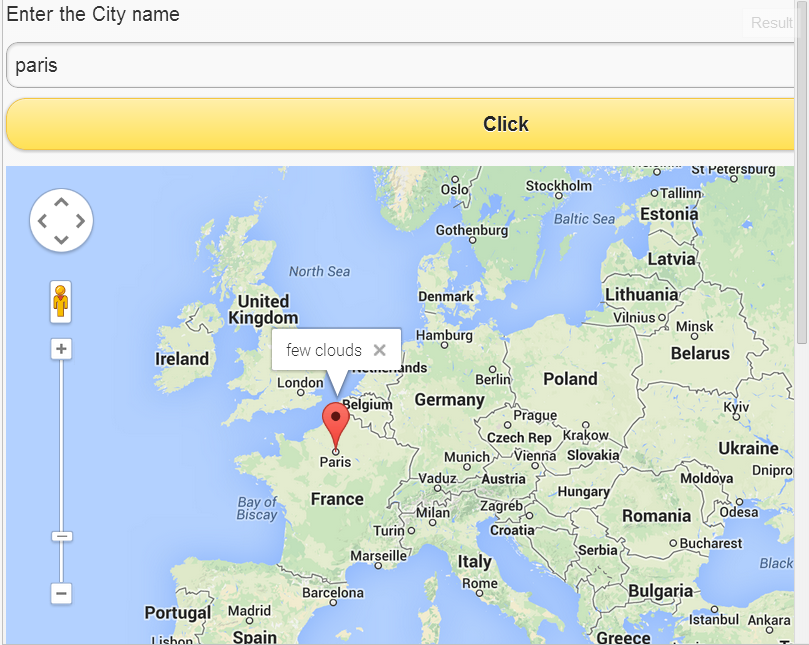 Enter the City name
Result
paris
Click
St Petersburg
Oslo
Stockholm
Tallinn
Baltic Sea
Estonia
Gothenburg
Latvia
North Sea
Denmark
Lithuania
United
Kingdom
Vilnius
Minsk
Hamburg
few clouds
Belarus
Ireland
Netherlands
London
Berlin
Poland
Germany
Belgium
Kyiv
Prague
Czech Rep
Krakow
Ukraine
Paris
Munich
Vienna
Slovakia
Dnipro
Vaduz
Austria
Moldova
France
Hungary
Bay of
Biscay
Milan
Zagreb
Odesa
Romania
Turin
Croatia
Bucharest
Marseille
Serbia
Italy
Black
Rome
Barcelona
Bulgaria
Portugal
Madrid
Istanbul
Ankara
Lisbon
Spain
Greece